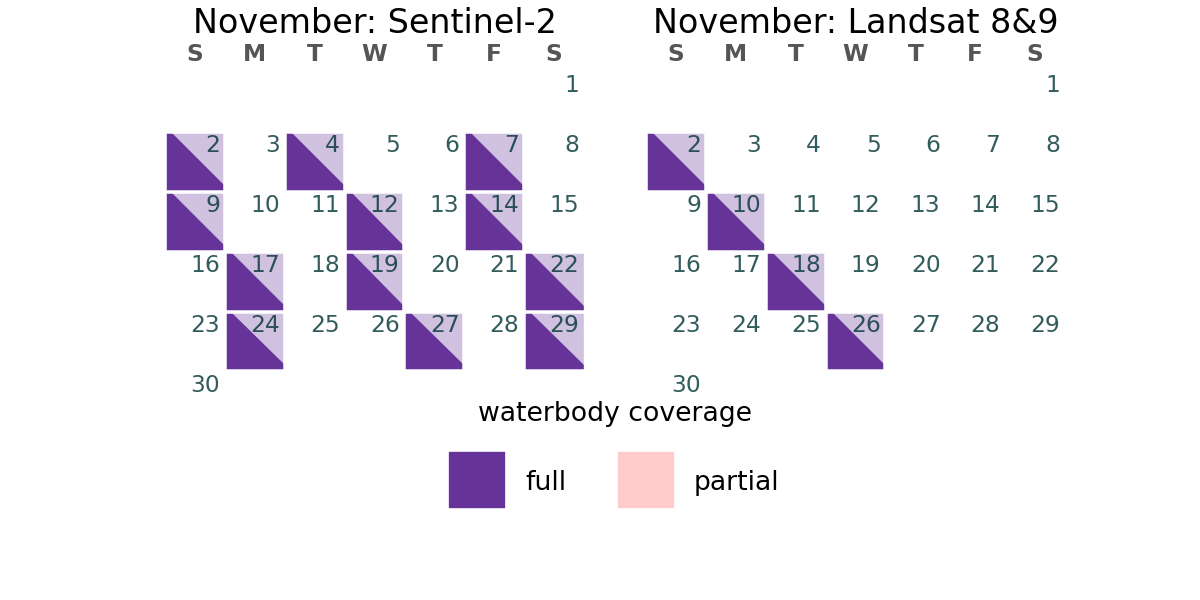 November: Sentinel-2
S M T W T F S
1
2 3 4 5 6 7 8
9 10 11 12 13 14 15
16 17 18 19 20 21 22
23 24 25 26 27 28 29
30
November: Landsat 8&9
S M T W T F S
1
2 3 4 5 6 7 8
9 10 11 12 13 14 15
16 17 18 19 20 21 22
23 24 25 26 27 28 29
30
waterbody coverage
full partial